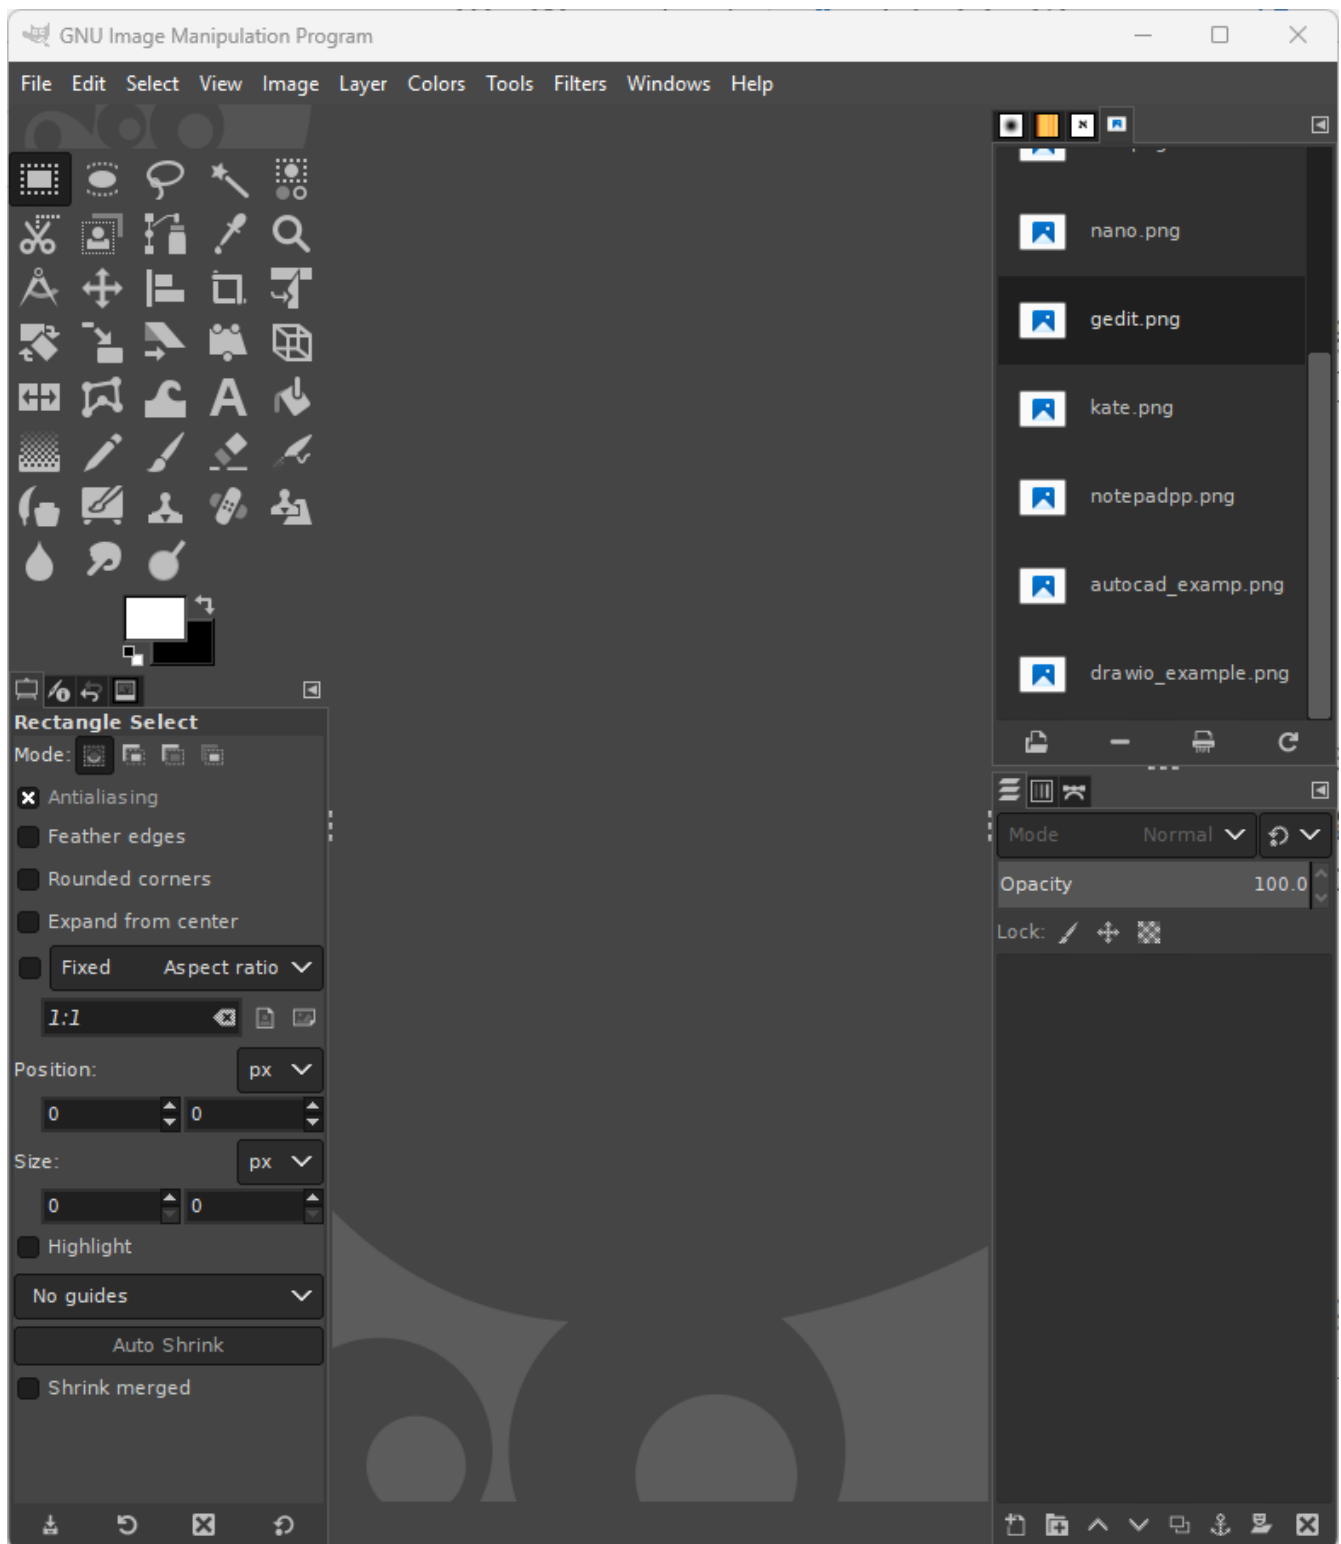 GNU Image Manipulation Program
File Edit Select View Image Layer Colors Tools Filters Windows Help
nano.png
gedit.png
kate.png
notepadpp.png
autocad_examp.png
drawio_example.png
Rectangle Select
Mode:
Antialiasing
Feather edges
Rounded corners
Expand from center
Fixed Aspect ratio
1:1
Position: px
0 0
Size: px
0 0
Highlight
No guides
Auto Shrink
Shrink merged
Mode Normal
Opacity 100.0
Lock: